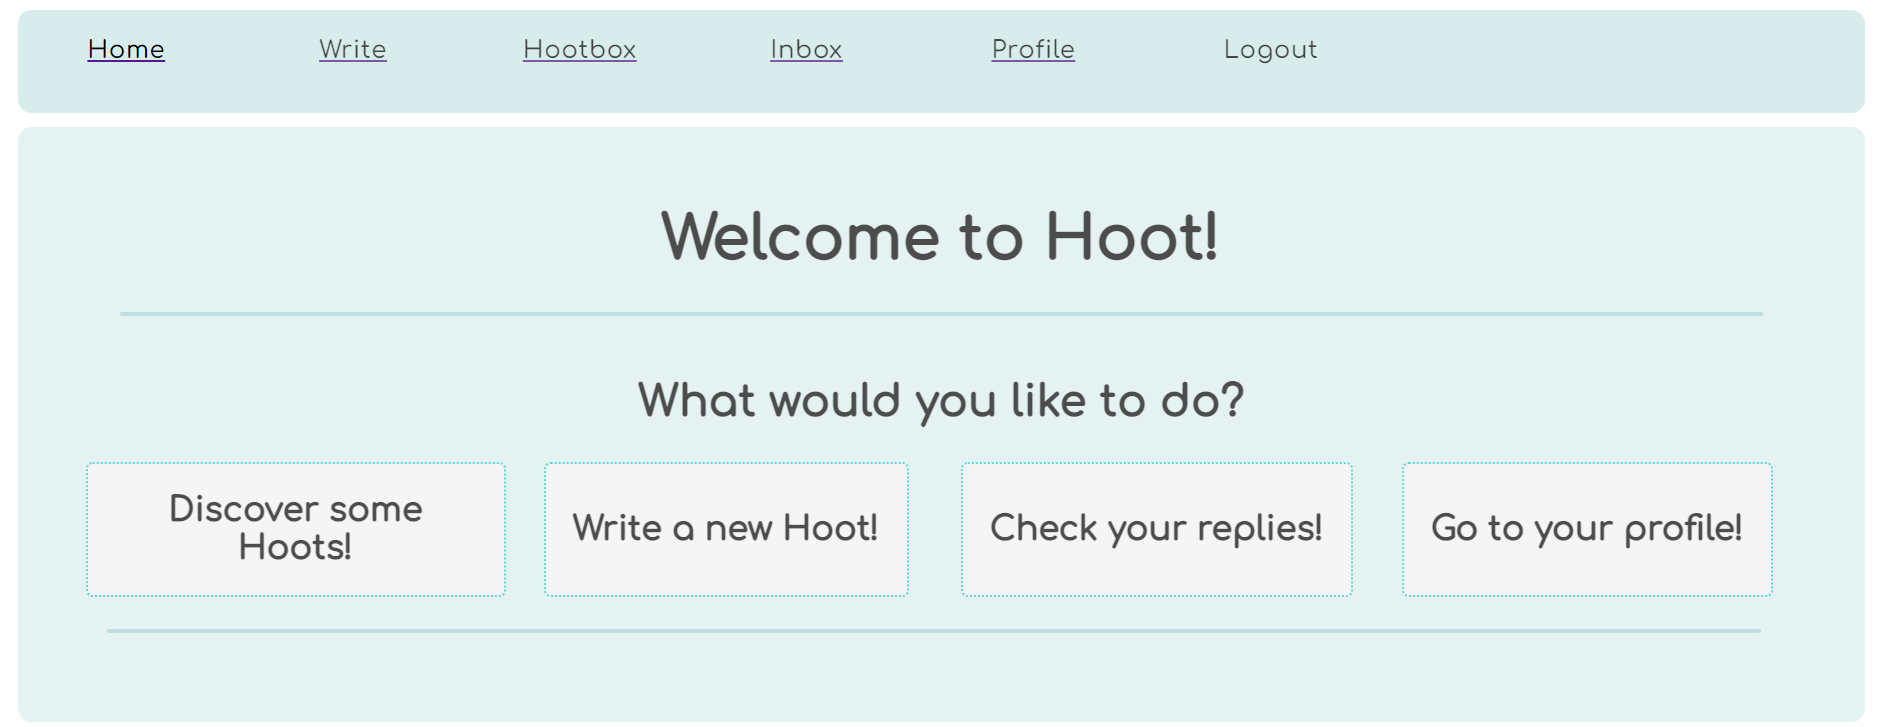 Home Write Hootbox Inbox Profile Logout
Welcome to Hoot!
What would you like to do?
Discover some
Hoots!
Write a new Hoot!
Check your replies!
Go to your profile!